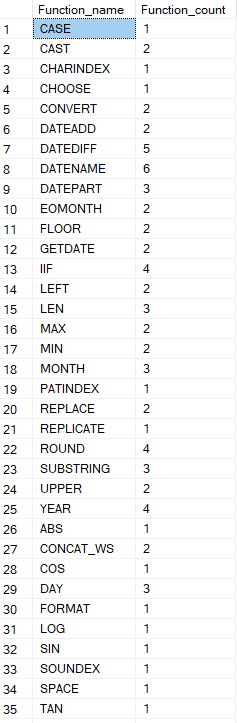 Function_name Function_count
1 CASE 1
2 CAST 2
3 CHARINDEX 1
4 CHOOSE 1
5 CONVERT 2
6 DATEADD 2
7 DATEDIFF 5
8 DATENAME 6
9 DATEPART 3
10 EOMONTH 2
11 FLOOR 2
12 GETDATE 2
13 IIF 4
14 LEFT 2
15 LEN 3
16 MAX 2
17 MIN 2
18 MONTH 3
19 PATINDEX 1
20 REPLACE 2
21 REPLICATE 1
22 ROUND 4
23 SUBSTRING 3
24 UPPER 2
25 YEAR 4
26 ABS 1
27 CONCAT_WS 2
28 COS 1
29 DAY 3
30 FORMAT 1
31 LOG 1
32 SIN 1
33 SOUNDEX 1
34 SPACE 1
35 TAN 1